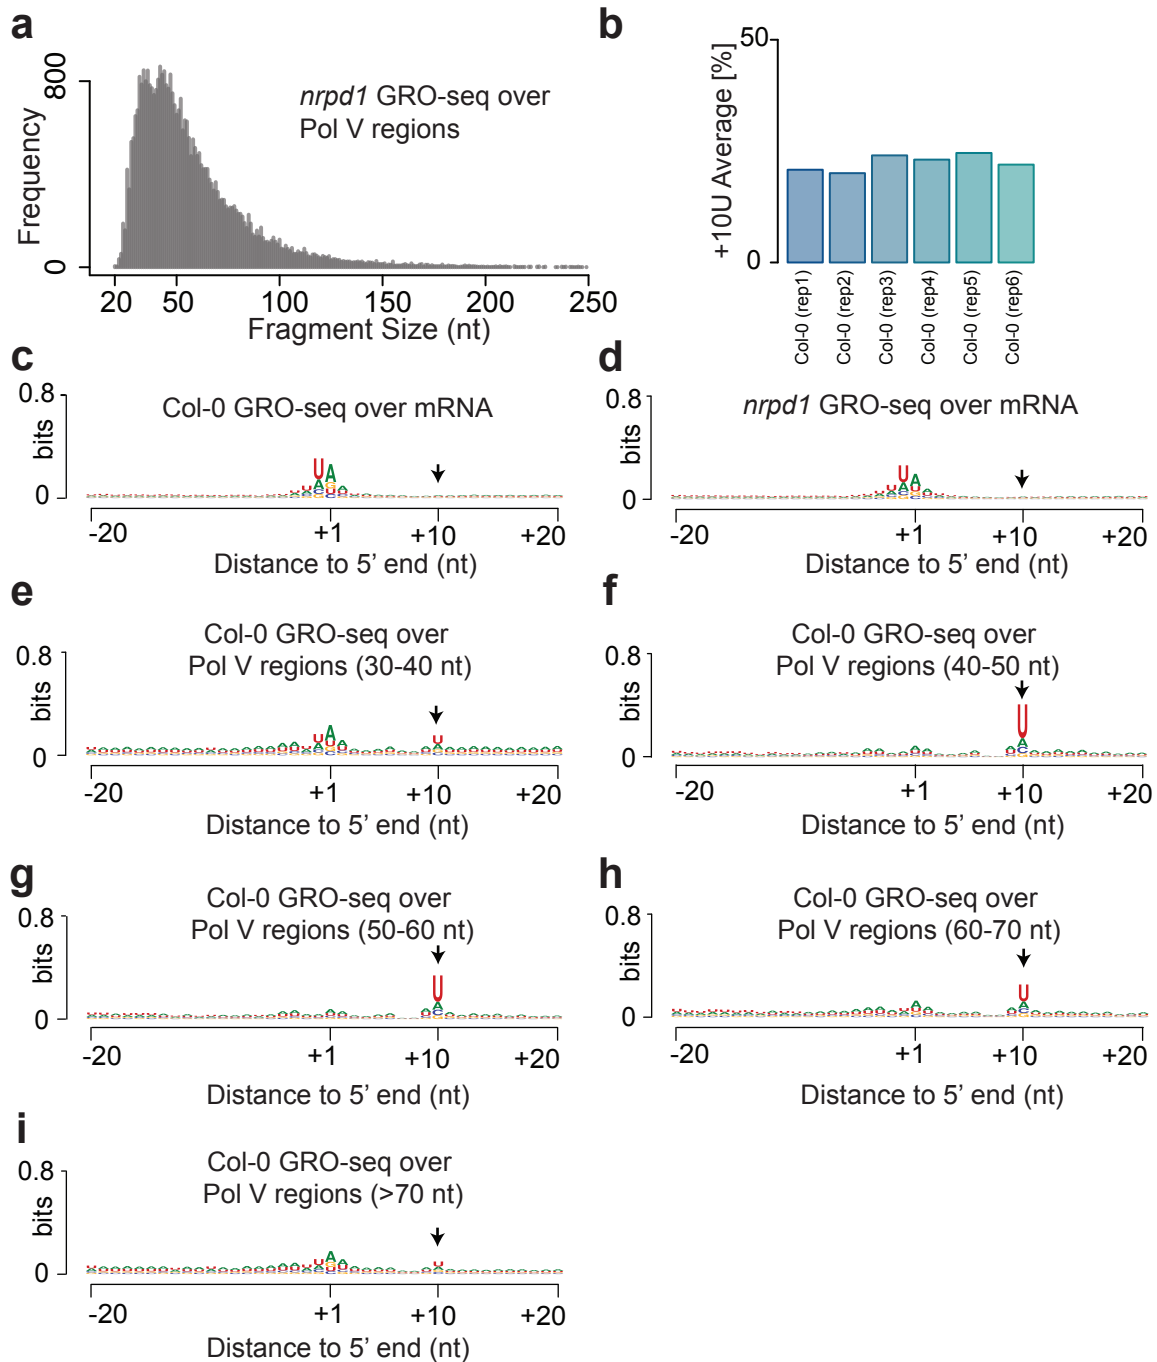 a
800
0
Frequency
nrpd1 GRO-seq over
Pol V regions
20 50 100 150 200 250
Fragment Size (nt)
b
50
0
+10U Average [%]
Col-0 (rep1)
Col-0 (rep2)
Col-0 (rep3)
Col-0 (rep4)
Col-0 (rep5)
Col-0 (rep6)
c
Col-0 GRO-seq over mRNA
0.8
bits
0
U A
-20 +1 +10 +20
Distance to 5' end (nt)
d
nrpd1 GRO-seq over mRNA
0.8
bits
0
U A
-20 +1 +10 +20
Distance to 5' end (nt)
e
Col-0 GRO-seq over
Pol V regions (30-40 nt)
0.8
bits
0
A U
-20 +1 +10 +20
Distance to 5' end (nt)
f
Col-0 GRO-seq over
Pol V regions (40-50 nt)
0.8
bits
0
U
-20 +1 +10 +20
Distance to 5' end (nt)
g
Col-0 GRO-seq over
Pol V regions (50-60 nt)
0.8
bits
0
U
-20 +1 +10 +20
Distance to 5' end (nt)
h
Col-0 GRO-seq over
Pol V regions (60-70 nt)
0.8
bits
0
A U
-20 +1 +10 +20
Distance to 5' end (nt)
i
Col-0 GRO-seq over
Pol V regions (>70 nt)
0.8
bits
0
A U
-20 +1 +10 +20
Distance to 5' end (nt)